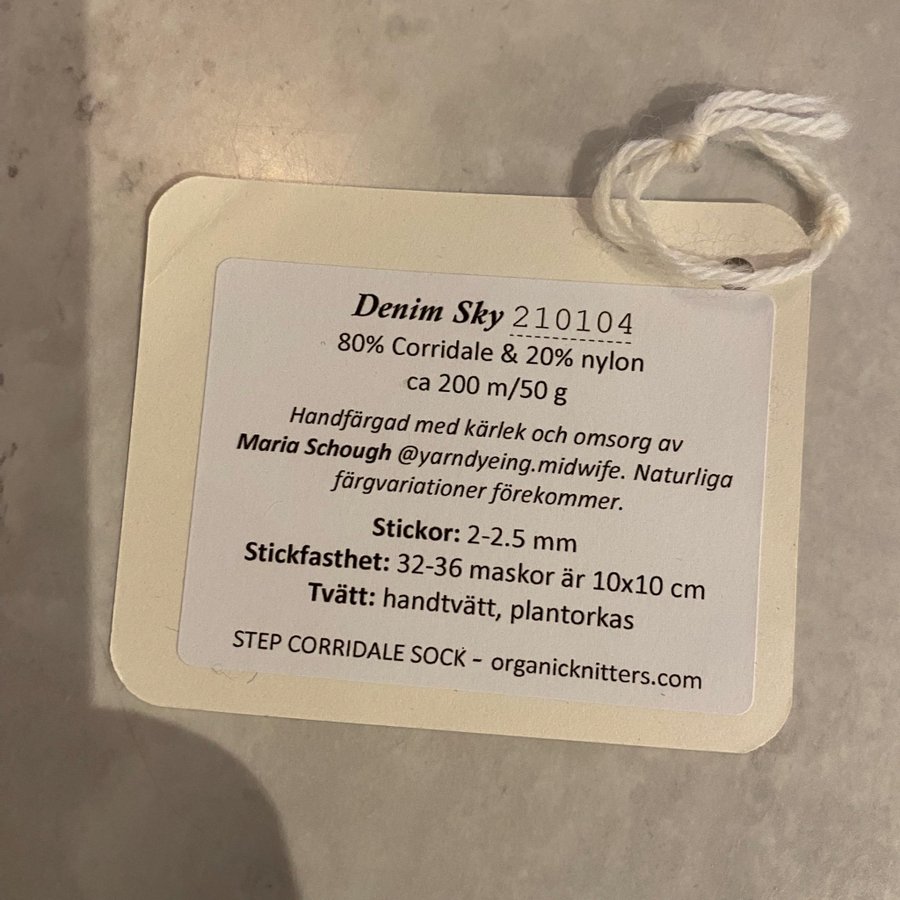 Denim Sky 210104
80% Corridale & 20% nylon
ca 200 m/50 g
Handfärgad med kärlek och omsorg av
Maria Schough @yarndyeing.midwife. Naturliga
färgvariationer förekommer.
Stickor: 2-2.5 mm
Stickfasthet: 32-36 maskor är 10x10 cm
Tvätt: handtvätt, plantorkas
STEP CORRIDALE SOCK - organicknitters.com